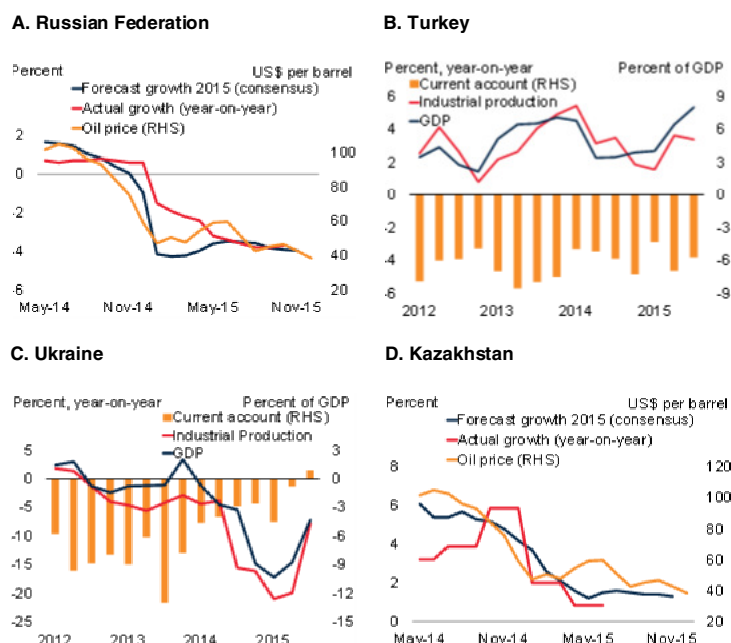 A. Russian Federation
Percent
US$ per barrel
Forecast growth 2015 (consensus)
Actual growth (year-on-year)
Oil price (RHS)
2
0
-2
-4
-6
100
80
60
40
20
May-14
Nov-14
May-15
Nov-15
B. Turkey
Percent, year-on-year
Percent of GDP
Current account (RHS)
Industrial production
GDP
6
4
2
0
-2
-4
-6
9
6
3
0
-3
-6
-9
2012
2013
2014
2015
C. Ukraine
Percent, year-on-year
Percent of GDP
Current account (RHS)
Industrial Production
GDP
5
0
-5
-10
-15
-20
-25
3
0
-3
-6
-9
-12
-15
2012
2013
2014
2015
D. Kazakhstan
Percent
US$ per barrel
Forecast growth 2015 (consensus)
Actual growth (year-on-year)
Oil price (RHS)
8
6
4
2
0
120
100
80
60
40
20
May-14
Nov-14
May-15
Nov-15